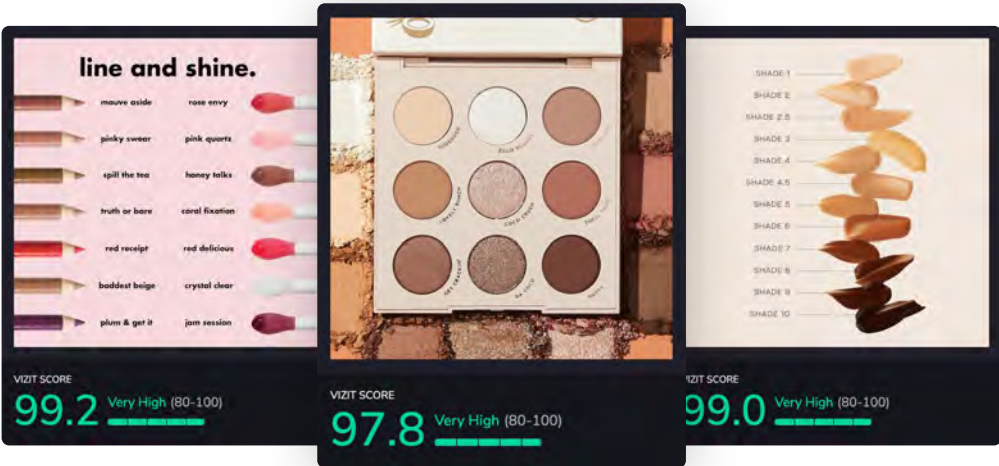 line and shine.
mauve aside rose envy
pinky swear pink quartz
spill the tea honey talks
truth or bare coral fixation
red receipt red delicious
baddest beige crystal clear
plum & get it jam session
VIZIT SCORE
99.2 Very High (80-100)
COCO CRUSH
VIZIT SCORE
97.8 Very High (80-100)
SHADE 1
SHADE 2
SHADE 2.5
SHADE 3
SHADE 4
SHADE 4.5
SHADE 5
SHADE 6
SHADE 7
SHADE 8
SHADE 9
SHADE 10
VIZIT SCORE
99.0 Very High (80-100)